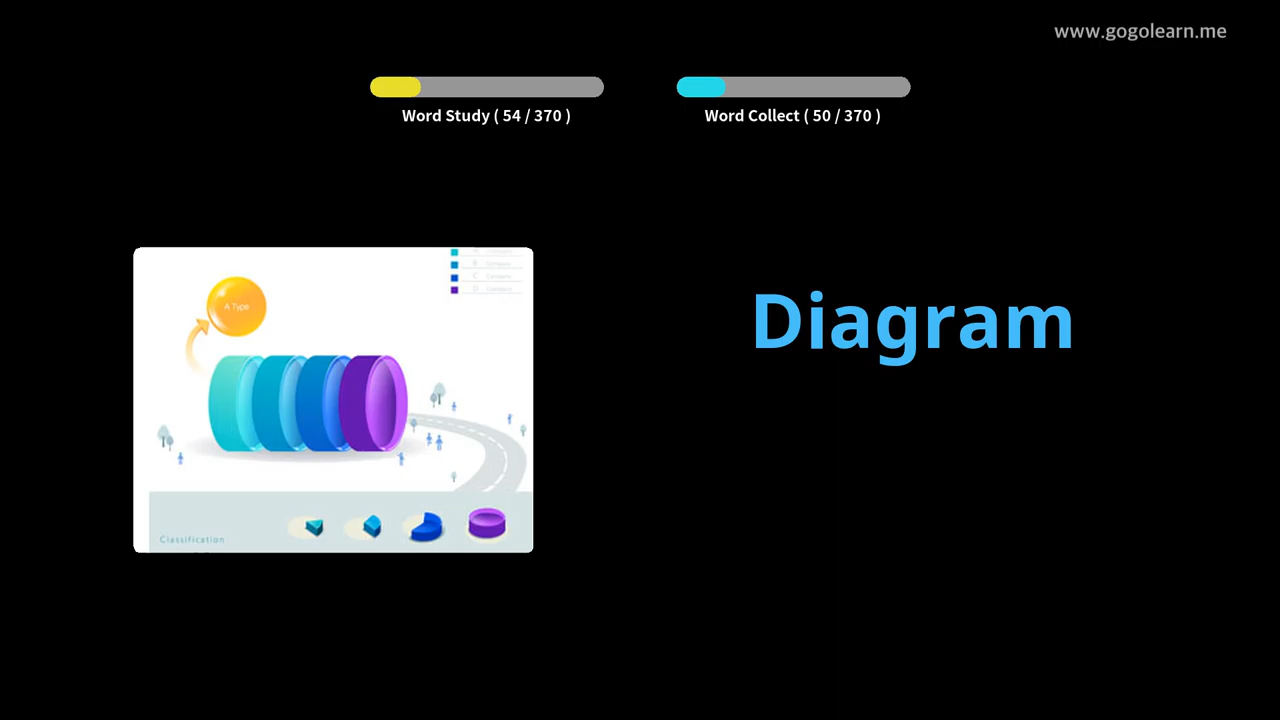 www.gogolearn.me
Word Study ( 54 / 370 )
Word Collect ( 50 / 370 )
A Type
B
C
D
Diagram
Classification